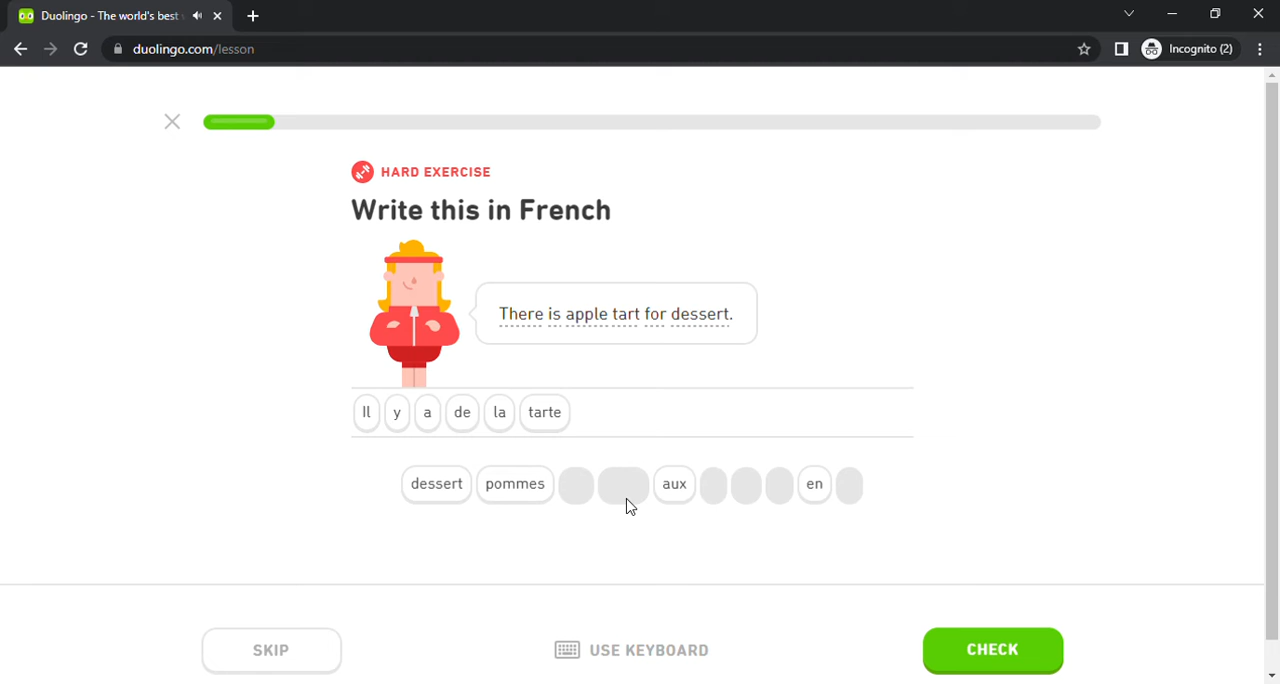 Duolingo - The world's best
duolingo.com/lesson
Incognito (2)
HARD EXERCISE
Write this in French
There is apple tart for dessert.
Il y a de la tarte
dessert pommes aux en
SKIP
USE KEYBOARD
CHECK